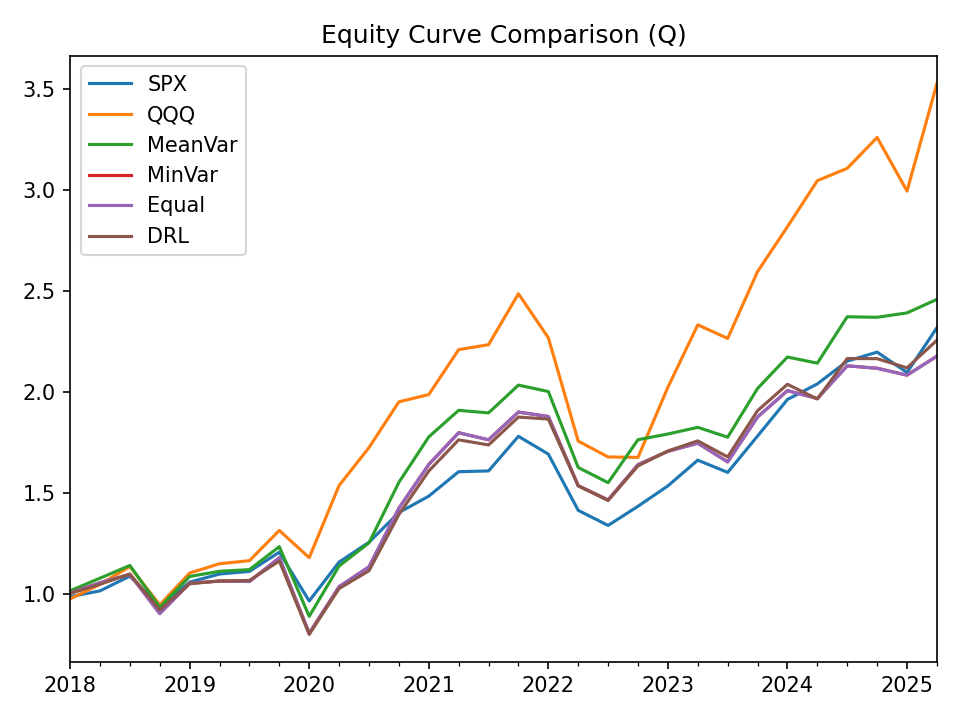 Equity Curve Comparison (Q)
3.5
3.0
2.5
2.0
1.5
1.0
SPX
QQQ
MeanVar
MinVar
Equal
DRL
2018 2019 2020 2021 2022 2023 2024 2025